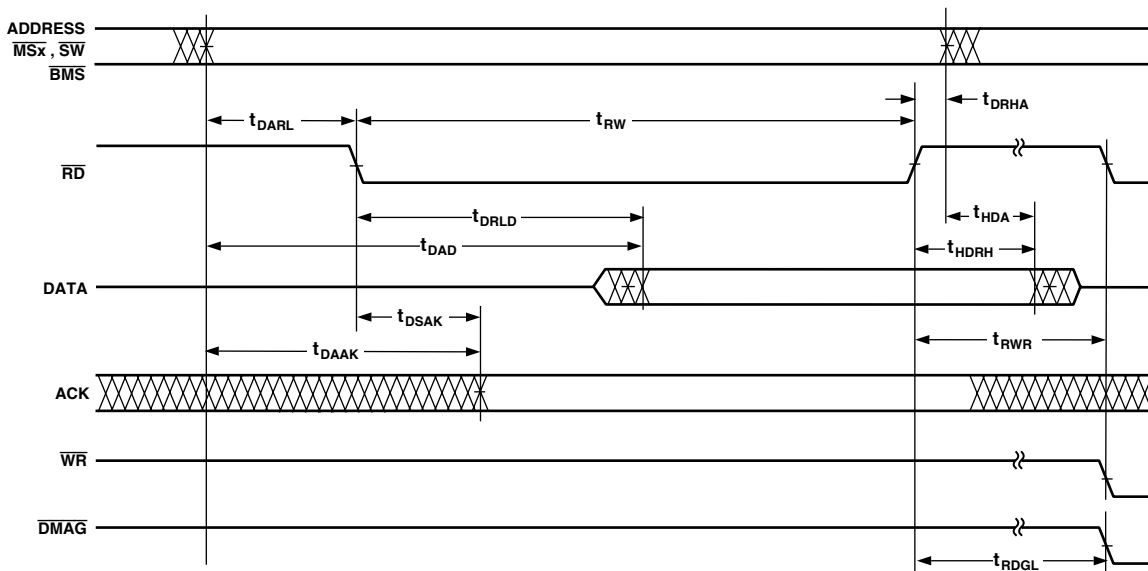 ADDRESS
MSx , SW
BMS
tDRHA
tDARL
tRW
RD
tHDA
tDRLD
tDAD
tHDRH
DATA
tDSAK
tRWR
tDAAK
ACK
WR
DMAG
tRDGL